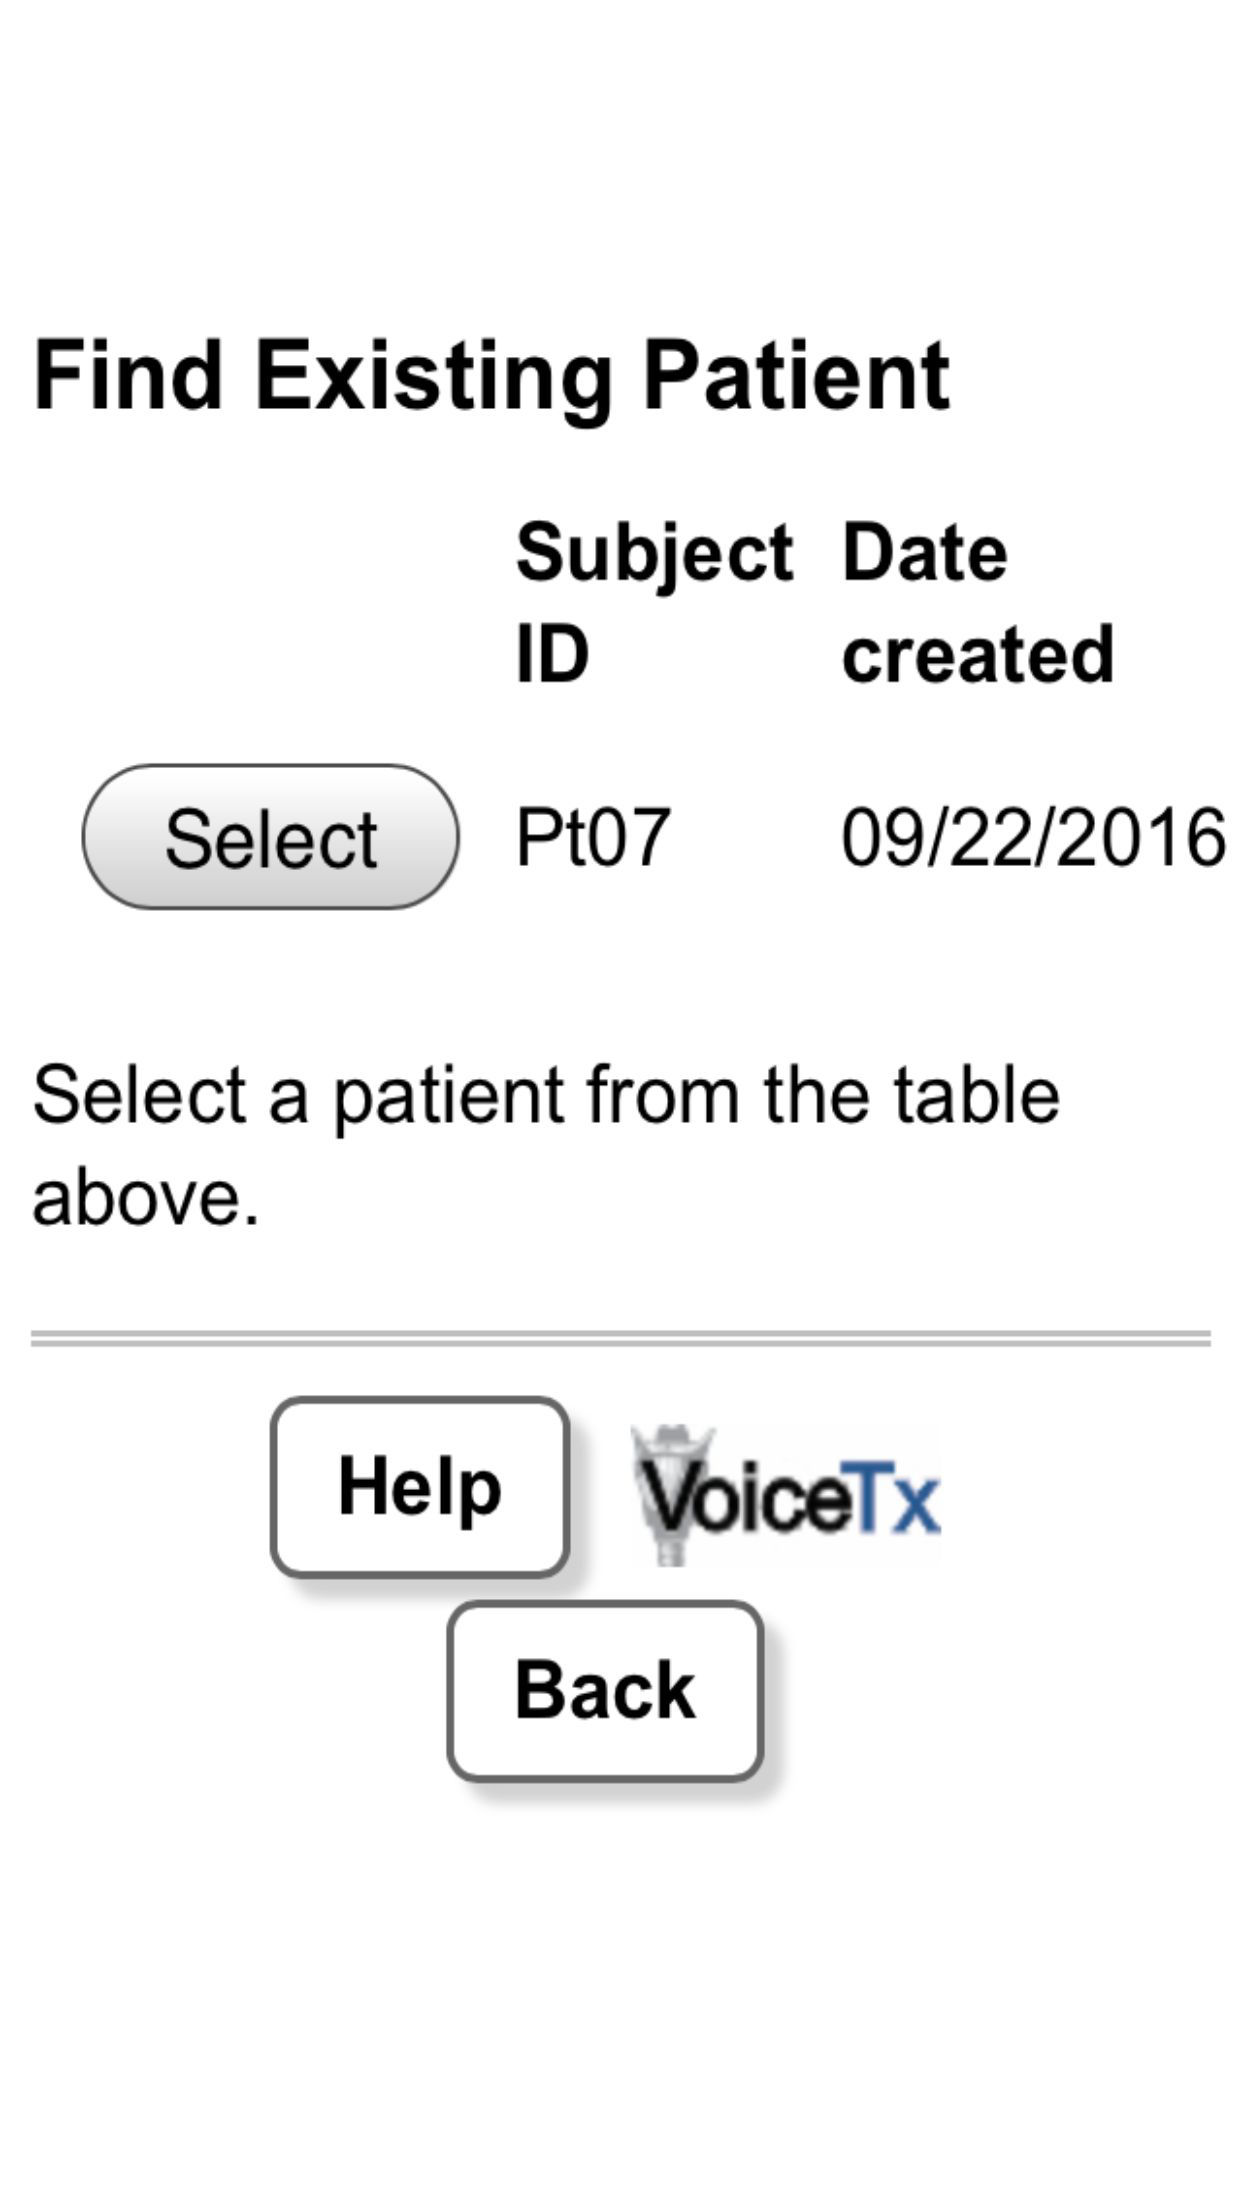 Find Existing Patient
Subject Date
ID created
Select Pt07 09/22/2016
Select a patient from the table
above.
Help VoiceTx
Back